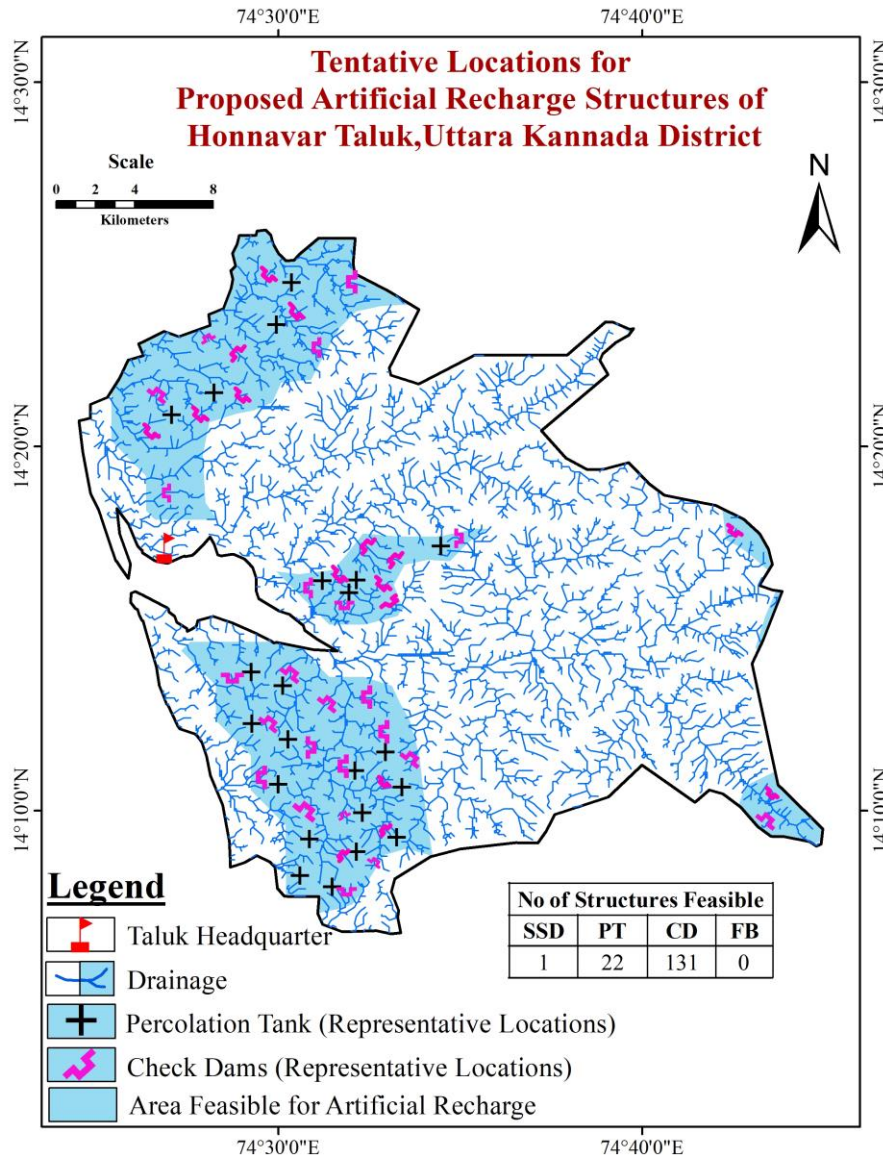 74°30'0"E
74°40'0"E
14°30'0"N
14°30'0"N
Tentative Locations for
Proposed Artificial Recharge Structures of
Honnavar Taluk,Uttara Kannada District
Scale
0 2 4 8
Kilometers
N
14°20'0"N
14°20'0"N
14°10'0"N
14°10'0"N
Legend
Taluk Headquarter
Drainage
Percolation Tank (Representative Locations)
Check Dams (Representative Locations)
Area Feasible for Artificial Recharge
No of Structures Feasible
SSD PT CD FB
1 22 131 0
74°30'0"E
74°40'0"E